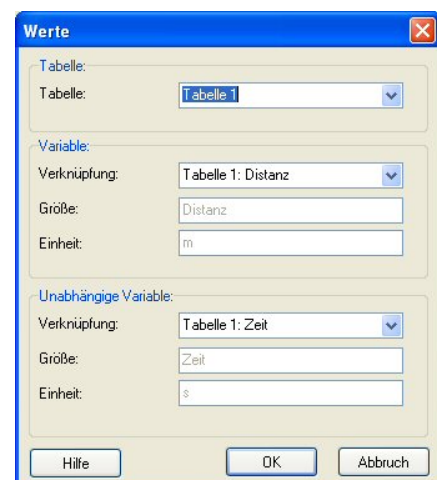 Werte
Tabelle:
Tabelle: Tabelle 1
Variable:
Verknüpfung: Tabelle 1: Distanz
Größe: Distanz
Einheit: m
Unabhängige Variable:
Verknüpfung: Tabelle 1: Zeit
Größe: Zeit
Einheit: s
Hilfe OK Abbruch